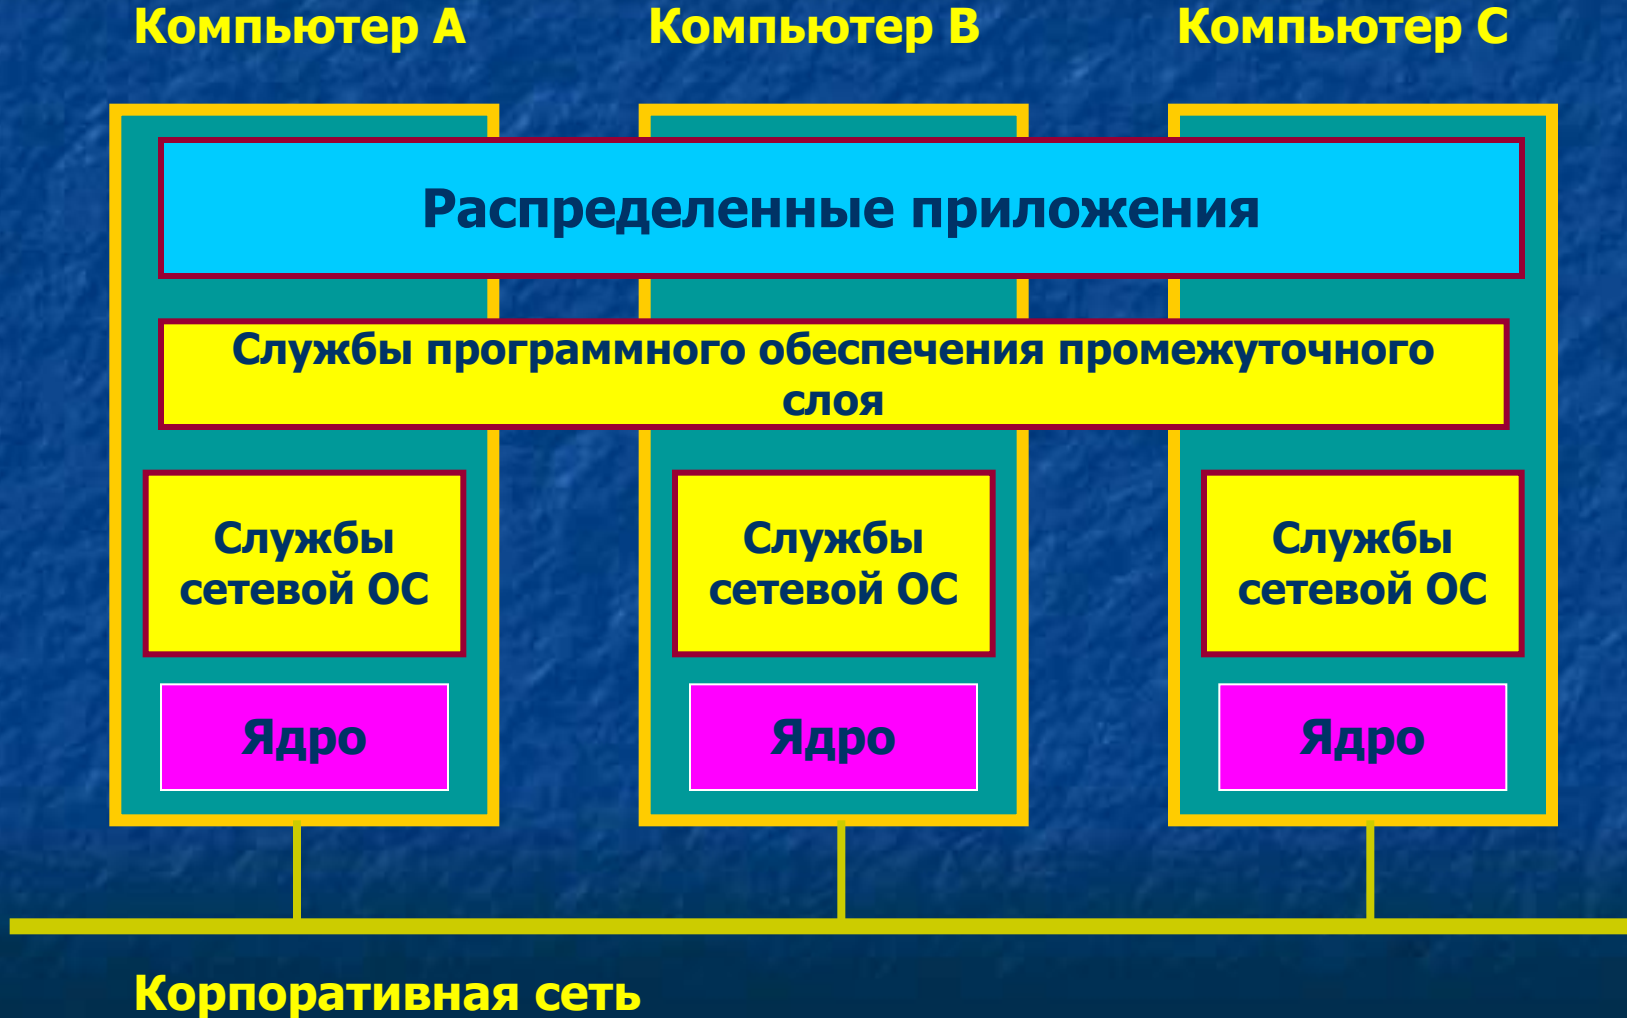 Компьютер А
Компьютер В
Компьютер С
Распределенные приложения
Службы программного обеспечения промежуточного
слоя
Службы
сетевой ОС
Службы
сетевой ОС
Службы
сетевой ОС
Ядро
Ядро
Ядро
Корпоративная сеть